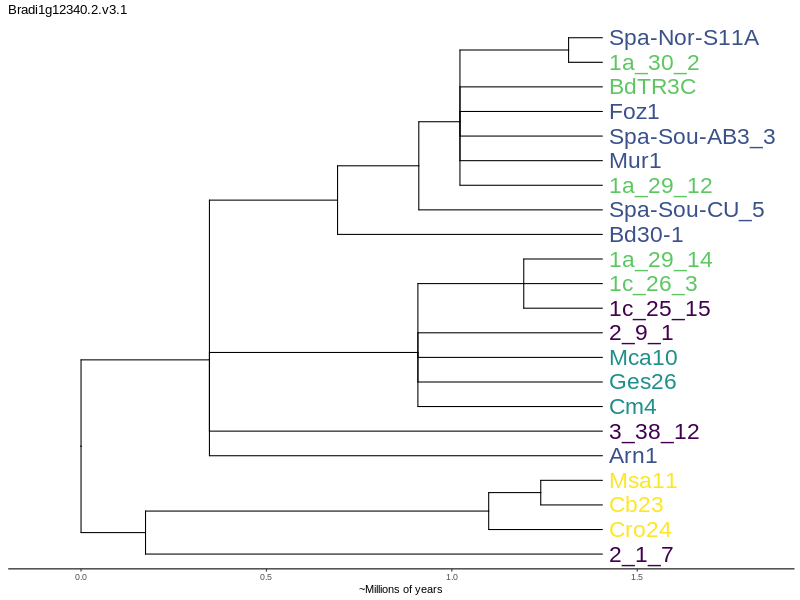 Bradi1g12340.2.v3.1
Spa-Nor-S11A
1a_30_2
BdTR3C
Foz1
Spa-Sou-AB3_3
Mur1
1a_29_12
Spa-Sou-CU_5
Bd30-1
1a_29_14
1c_26_3
1c_25_15
2_9_1
Mca10
Ges26
Cm4
3_38_12
Arn1
Msa11
Cb23
Cro24
2_1_7
0.0 0.5 1.0 1.5
~Millions of years